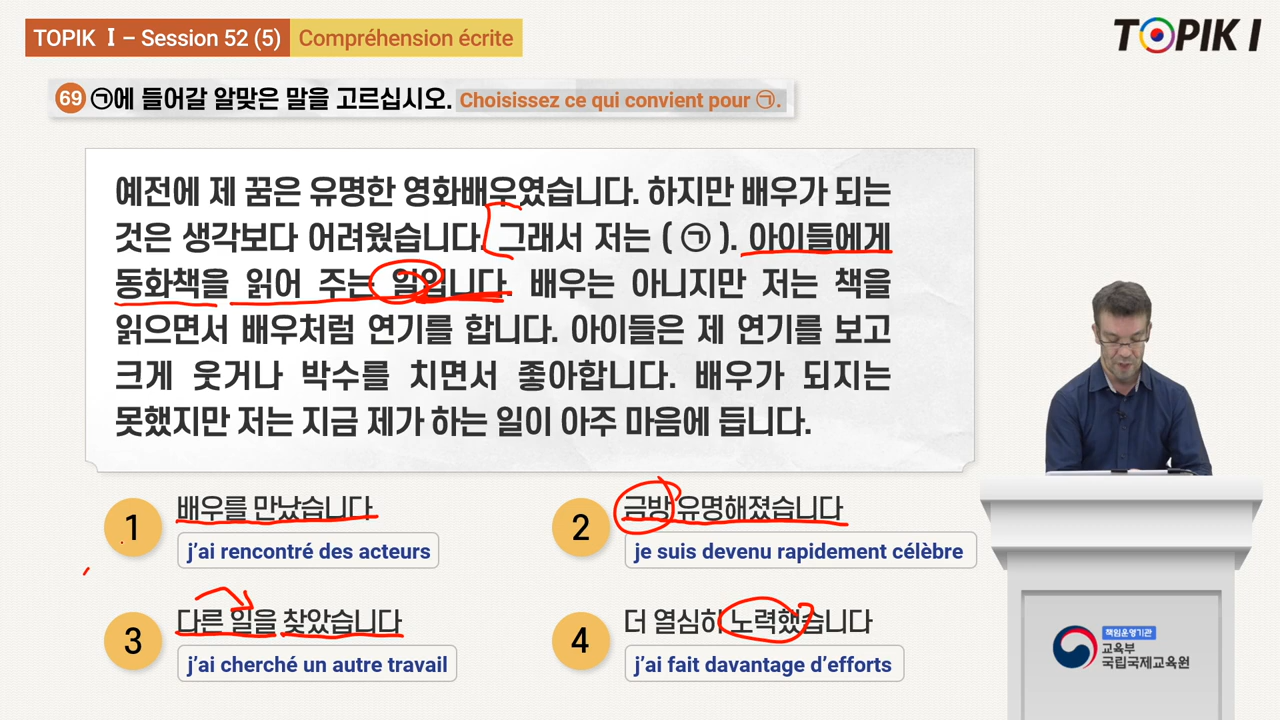 TOPIK Ⅰ – Session 52 (5) Compréhension écrite
TOPIK I
69 ㉠에 들어갈 알맞은 말을 고르십시오. Choisissez ce qui convient pour ㉠.
예전에 제 꿈은 유명한 영화배우였습니다. 하지만 배우가 되는
것은 생각보다 어려웠습니다. 그래서 저는 ( ㉠ ). 아이들에게
동화책을 읽어 주는 일입니다. 배우는 아니지만 저는 책을
읽으면서 배우처럼 연기를 합니다. 아이들은 제 연기를 보고
크게 웃거나 박수를 치면서 좋아합니다. 배우가 되지는
못했지만 저는 지금 제가 하는 일이 아주 마음에 듭니다.
1 배우를 만났습니다
j'ai rencontré des acteurs
2 금방 유명해졌습니다
je suis devenu rapidement célèbre
3 다른 일을 찾았습니다
j'ai cherché un autre travail
4 더 열심히 노력했습니다
j'ai fait davantage d'efforts
책임운영기관
교육부
국립국제교육원